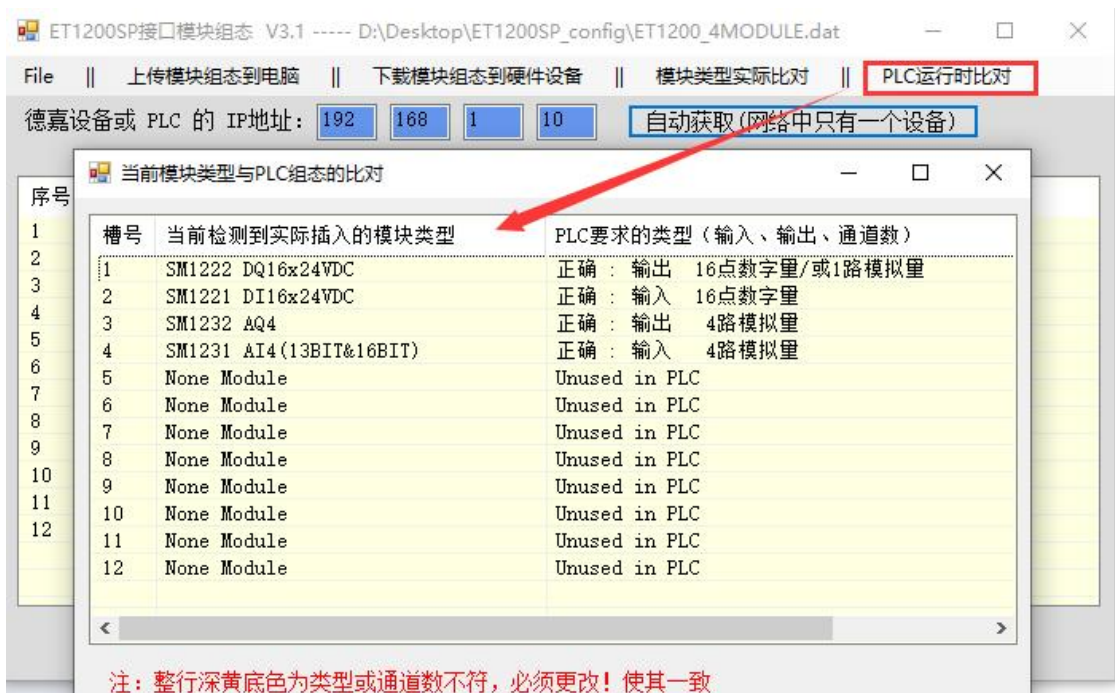 ET1200SP接口模块组态 V3.1 ----- D:\Desktop\ET1200SP_config\ET1200_4MODULE.dat
File || 上传模块组态到电脑 || 下载模块组态到硬件设备 || 模块类型实际比对 || PLC运行时比对
德嘉设备或 PLC 的 IP地址： 192 168 1 10 自动获取(网络中只有一个设备)
序号
1
2
3
4
5
6
7
8
9
10
11
12
当前模块类型与PLC组态的比对
槽号 当前检测到实际插入的模块类型 PLC要求的类型（输入、输出、通道数）
1 SM1222 DQ16x24VDC 正确 : 输出 16点数字量/或1路模拟量
2 SM1221 DI16x24VDC 正确 : 输入 16点数字量
3 SM1232 AQ4 正确 : 输出 4路模拟量
4 SM1231 AI4(13BIT&16BIT) 正确 : 输入 4路模拟量
5 None Module Unused in PLC
6 None Module Unused in PLC
7 None Module Unused in PLC
8 None Module Unused in PLC
9 None Module Unused in PLC
10 None Module Unused in PLC
11 None Module Unused in PLC
12 None Module Unused in PLC
注：整行深黄底色为类型或通道数不符，必须更改！使其一致